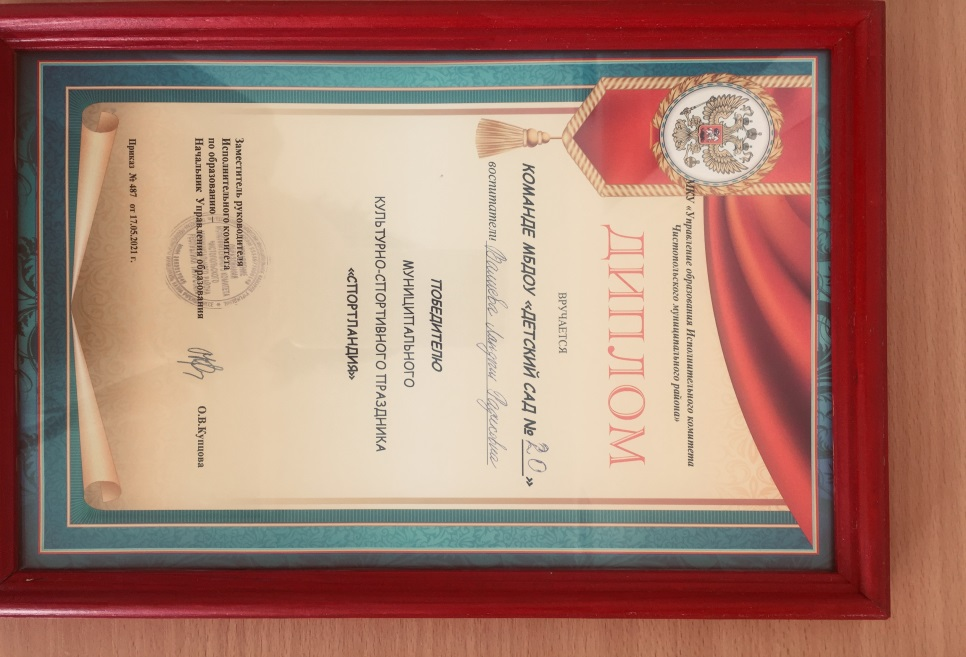 МКУ «Управление образования Исполнительного комитета
Чистопольского муниципального района»
ДИПЛОМ
ВРУЧАЕТСЯ
КОМАНДЕ МБДОУ «ДЕТСКИЙ САД № 20»
воспитатели Ландыш
ПОБЕДИТЕЛЮ
МУНИЦИПАЛЬНОГО
КУЛЬТУРНО-СПОРТИВНОГО ПРАЗДНИКА
«СПОРТЛАНДИЯ»
Заместитель руководителя
Исполнительного комитета
по образованию –
Начальник Управления образования О.В.Купцова
Приказ № 487 от 17.05.2021 г.